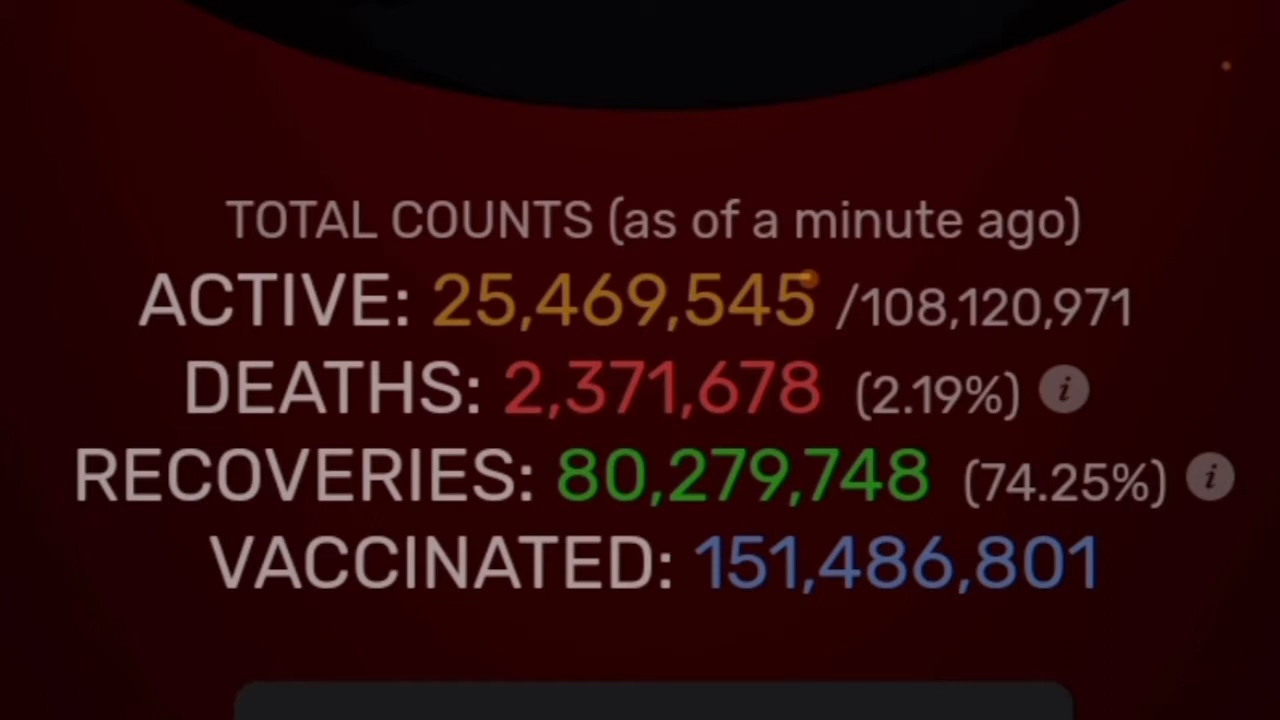 TOTAL COUNTS (as of a minute ago)
ACTIVE: 25,469,545 /108,120,971
DEATHS: 2,371,678 (2.19%) i
RECOVERIES: 80,279,748 (74.25%) i
VACCINATED: 151,486,801